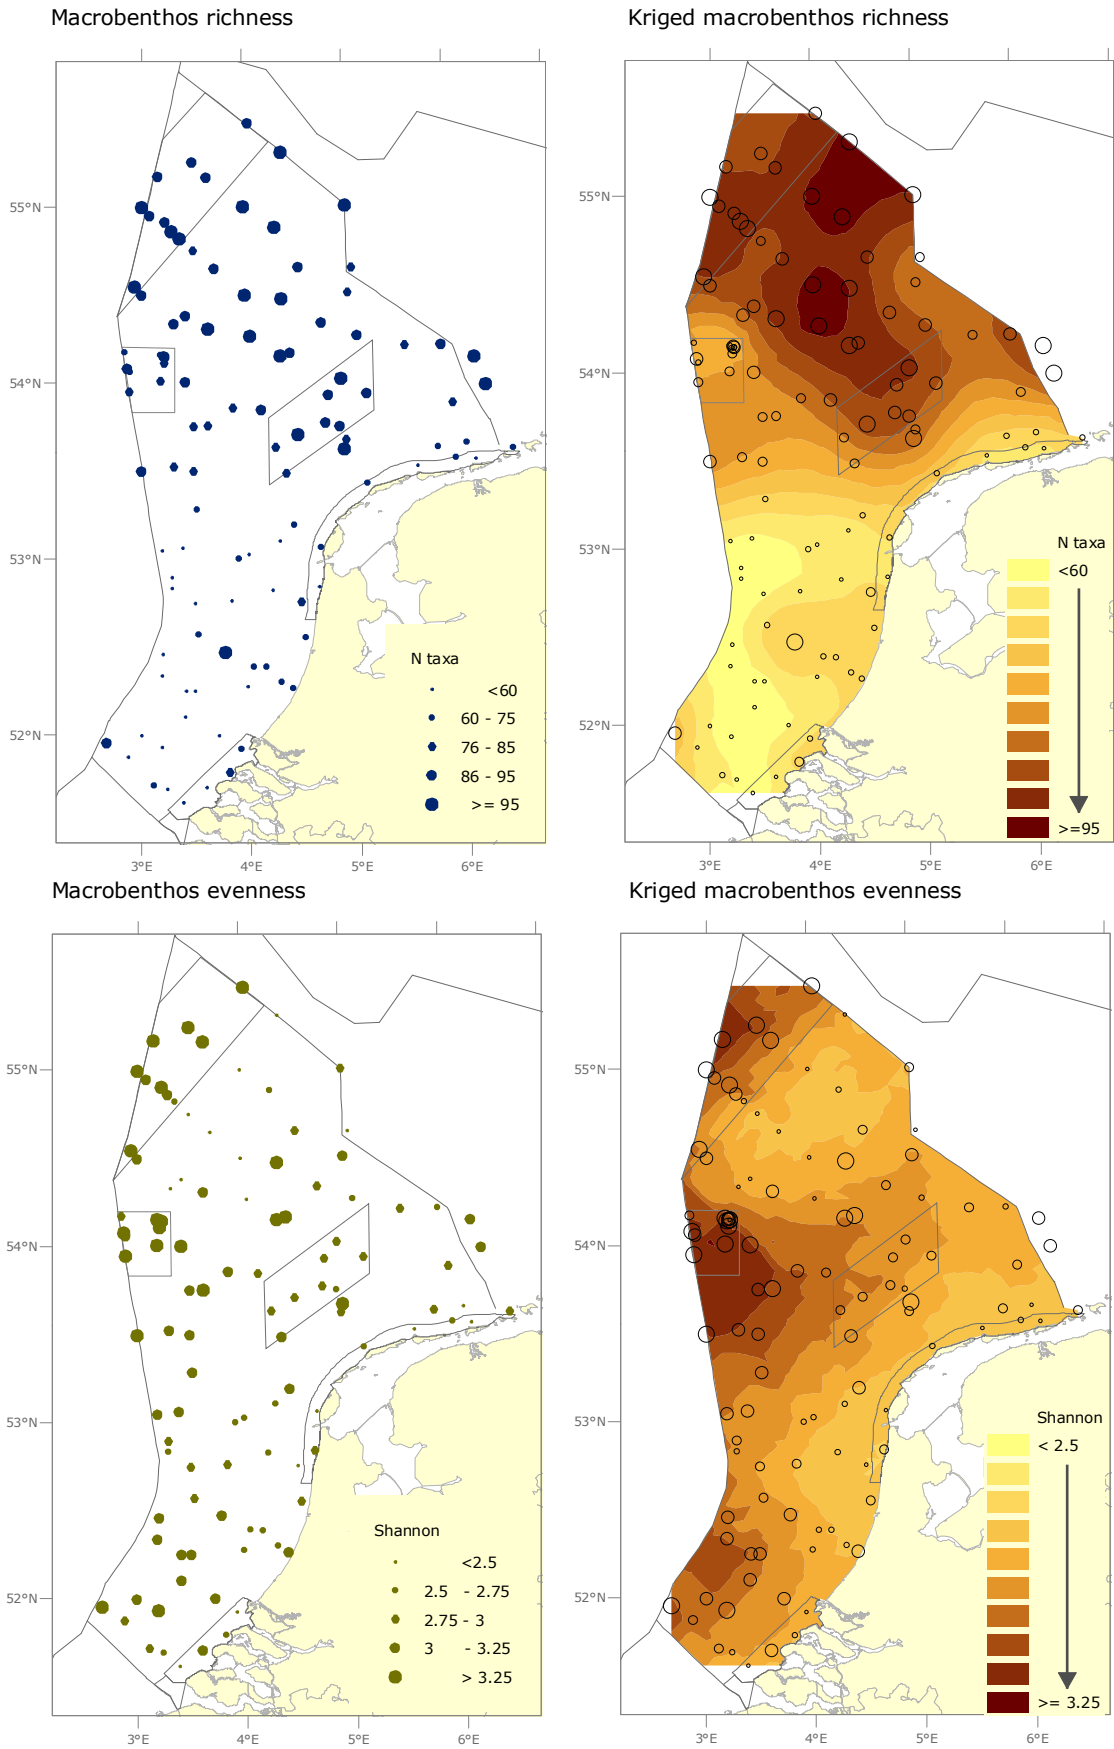 Macrobenthos richness
Kriged macrobenthos richness
55°N
54°N
53°N
52°N
N taxa
<60
60 - 75
76 - 85
86 - 95
>= 95
3°E
4°E
5°E
6°E
55°N
54°N
53°N
52°N
N taxa
<60
>=95
3°E
4°E
5°E
6°E
Macrobenthos evenness
Kriged macrobenthos evenness
55°N
54°N
53°N
52°N
Shannon
<2.5
2.5 - 2.75
2.75 - 3
3 - 3.25
> 3.25
3°E
4°E
5°E
6°E
55°N
54°N
53°N
52°N
Shannon
< 2.5
>= 3.25
3°E
4°E
5°E
6°E